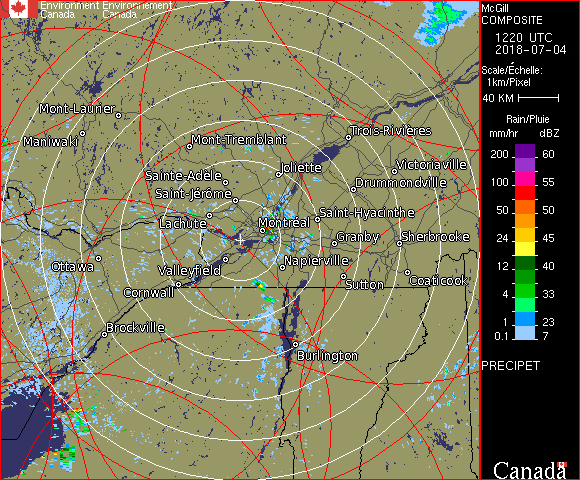 Environment Environnement
Canada Canada
McGill
COMPOSITE
1220 UTC
2018-07-04
Scale/Échelle:
1km/Pixel
40 KM
Rain/Pluie
mm/hr dBZ
200 60
100 55
50 50
24 45
12 40
4 33
1 23
0.1 7
PRECIPET
Canada
Mont-Laurier
Maniwaki
Mont-Tremblant
Trois-Rivières
Joliette
Victoriaville
Sainte-Adèle
Drummondville
Saint-Jérôme
Saint-Hyacinthe
Lachute
Montréal
Granby
Sherbrooke
Ottawa
Valleyfield
Napierville
Cornwall
Sutton
Coaticook
Brockville
Burlington